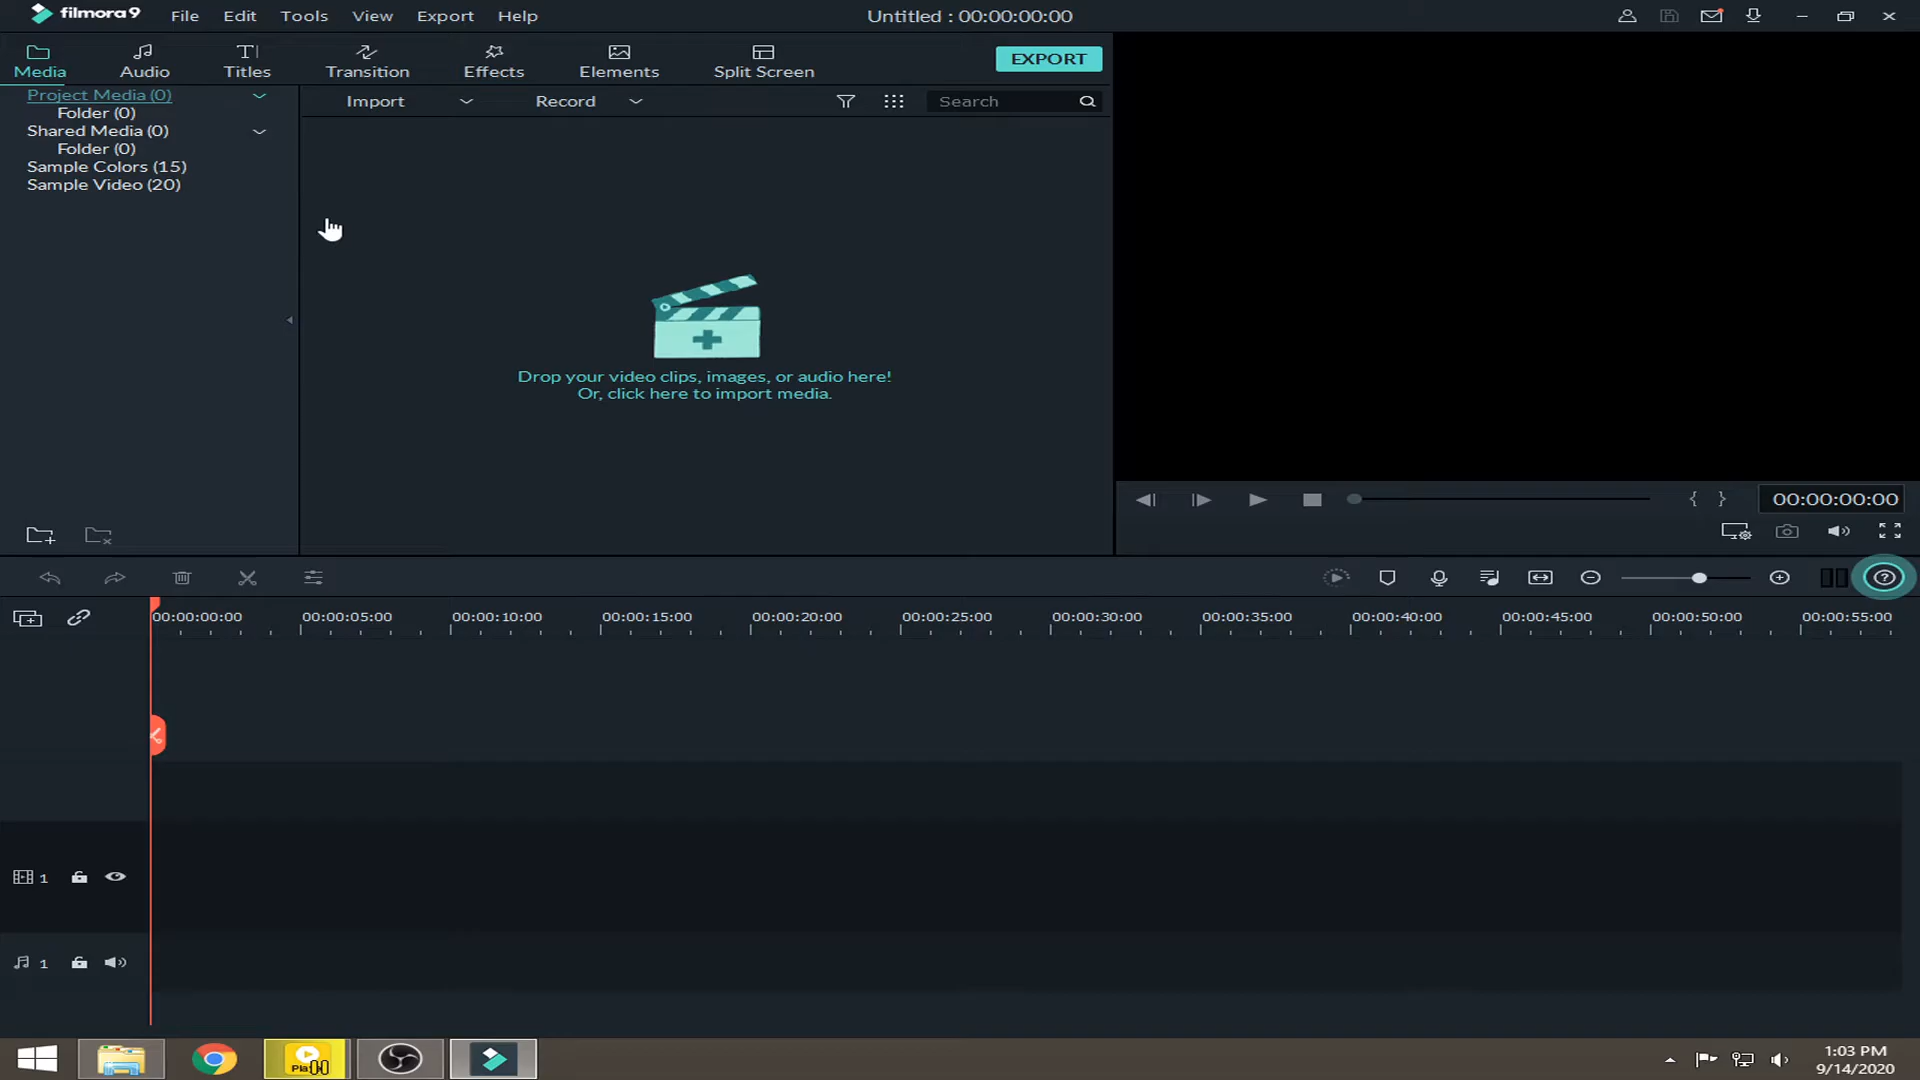 filmora9 File Edit Tools View Export Help Untitled : 00:00:00:00
Media Audio Titles Transition Effects Elements Split Screen EXPORT
Project Media (0)
Folder (0)
Shared Media (0)
Folder (0)
Sample Colors (15)
Sample Video (20)
Import Record Search
Drop your video clips, images, or audio here!
Or, click here to import media.
{ } 00:00:00:00
00:00:00:00 00:00:05:00 00:00:10:00 00:00:15:00 00:00:20:00 00:00:25:00 00:00:30:00 00:00:35:00 00:00:40:00 00:00:45:00 00:00:50:00 00:00:55:00
1
1
1:03 PM
9/14/2020